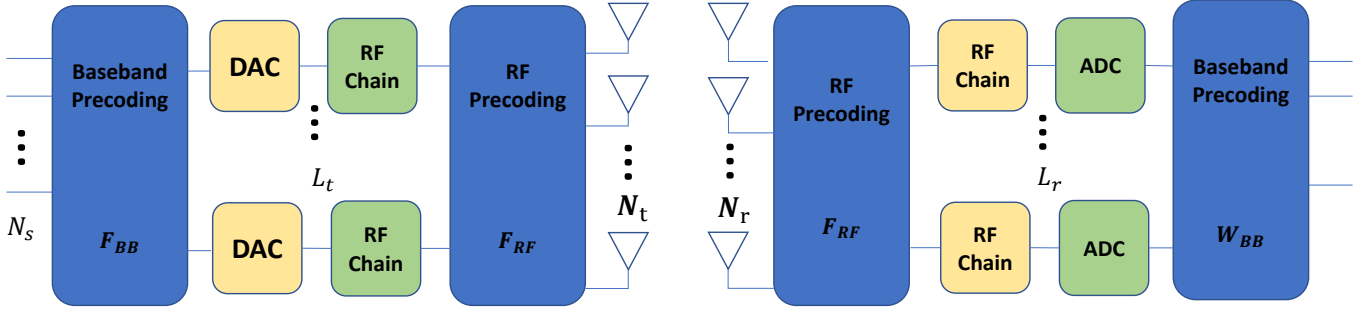 Baseband
Precoding
F_BB
N_s
DAC
RF
Chain
L_t
DAC
RF
Chain
RF
Precoding
F_RF
N_t
N_r
RF
Precoding
F_RF
RF
Chain
ADC
L_r
RF
Chain
ADC
Baseband
Precoding
W_BB